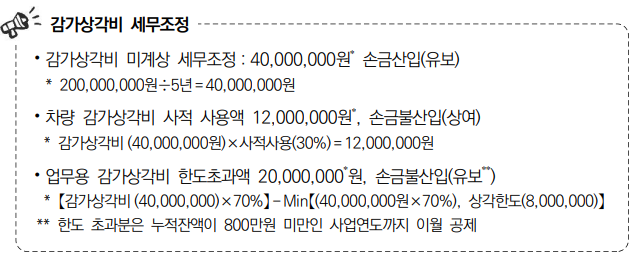 감가상각비 세무조정
• 감가상각비 미계상 세무조정 : 40,000,000원* 손금산입(유보)
* 200,000,000원÷5년 = 40,000,000원
• 차량 감가상각비 사적 사용액 12,000,000원*, 손금불산입(상여)
* 감가상각비 (40,000,000원)×사적사용(30%) = 12,000,000원
• 업무용 감가상각비 한도초과액 20,000,000*원, 손금불산입(유보**)
* 【감가상각비 (40,000,000)×70%】 - Min【(40,000,000원×70%), 상각한도(8,000,000)】
** 한도 초과분은 누적잔액이 800만원 미만인 사업연도까지 이월 공제